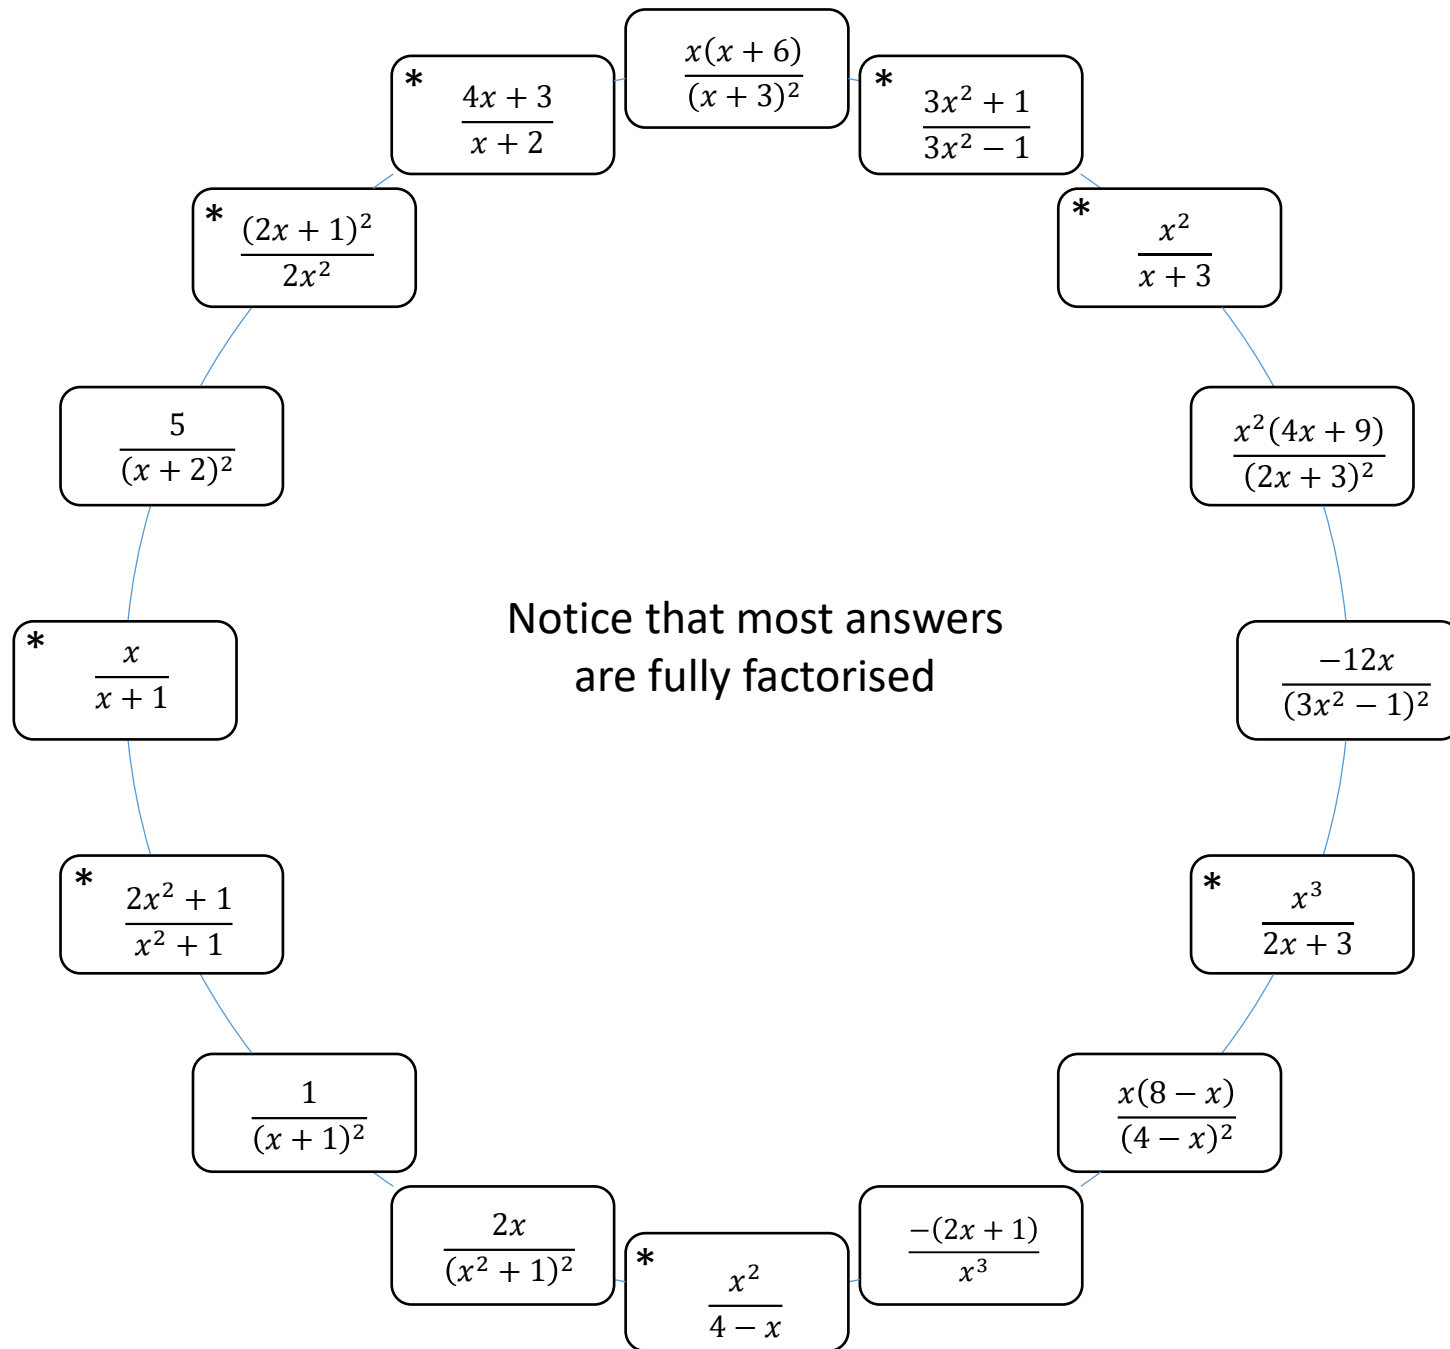 x(x + 6)/(x + 3)²
* (3x² + 1)/(3x² − 1)
* x²/(x + 3)
x²(4x + 9)/(2x + 3)²
−12x/(3x² − 1)²
* x³/(2x + 3)
x(8 − x)/(4 − x)²
−(2x + 1)/x³
* x²/(4 − x)
2x/(x² + 1)²
1/(x + 1)²
* (2x² + 1)/(x² + 1)
* x/(x + 1)
5/(x + 2)²
* (2x + 1)²/2x²
* (4x + 3)/(x + 2)
Notice that most answers
are fully factorised